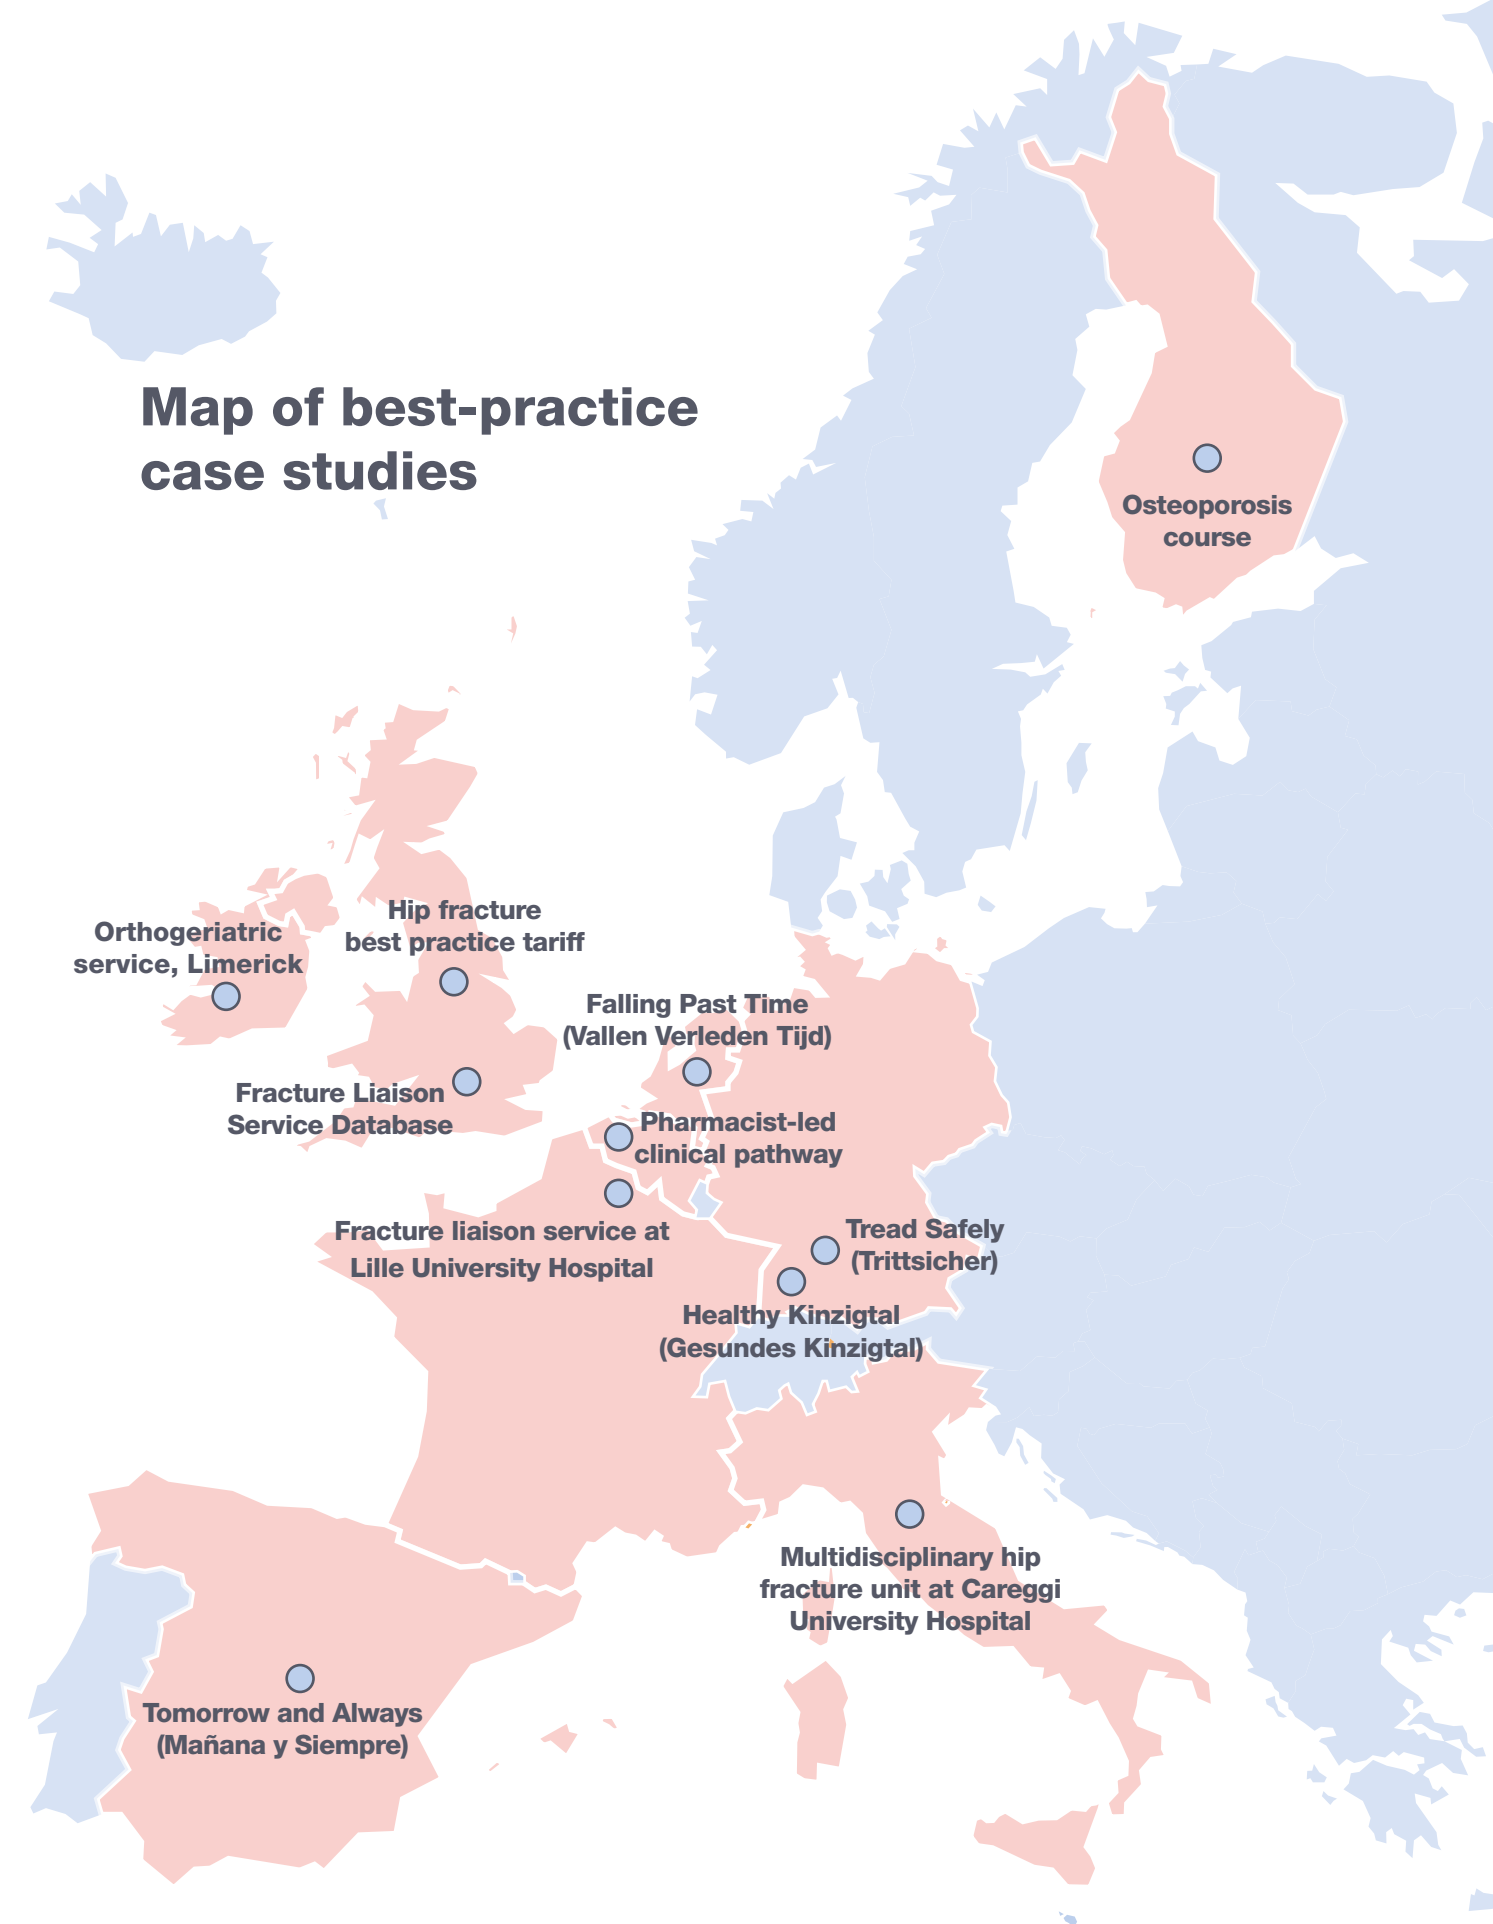 Map of best-practice
case studies
Osteoporosis
course
Hip fracture
best practice tariff
Orthogeriatric
service, Limerick
Falling Past Time
(Vallen Verleden Tijd)
Fracture Liaison
Service Database
Pharmacist-led
clinical pathway
Fracture liaison service at
Lille University Hospital
Tread Safely
(Trittsicher)
Healthy Kinzigtal
(Gesundes Kinzigtal)
Multidisciplinary hip
fracture unit at Careggi
University Hospital
Tomorrow and Always
(Mañana y Siempre)